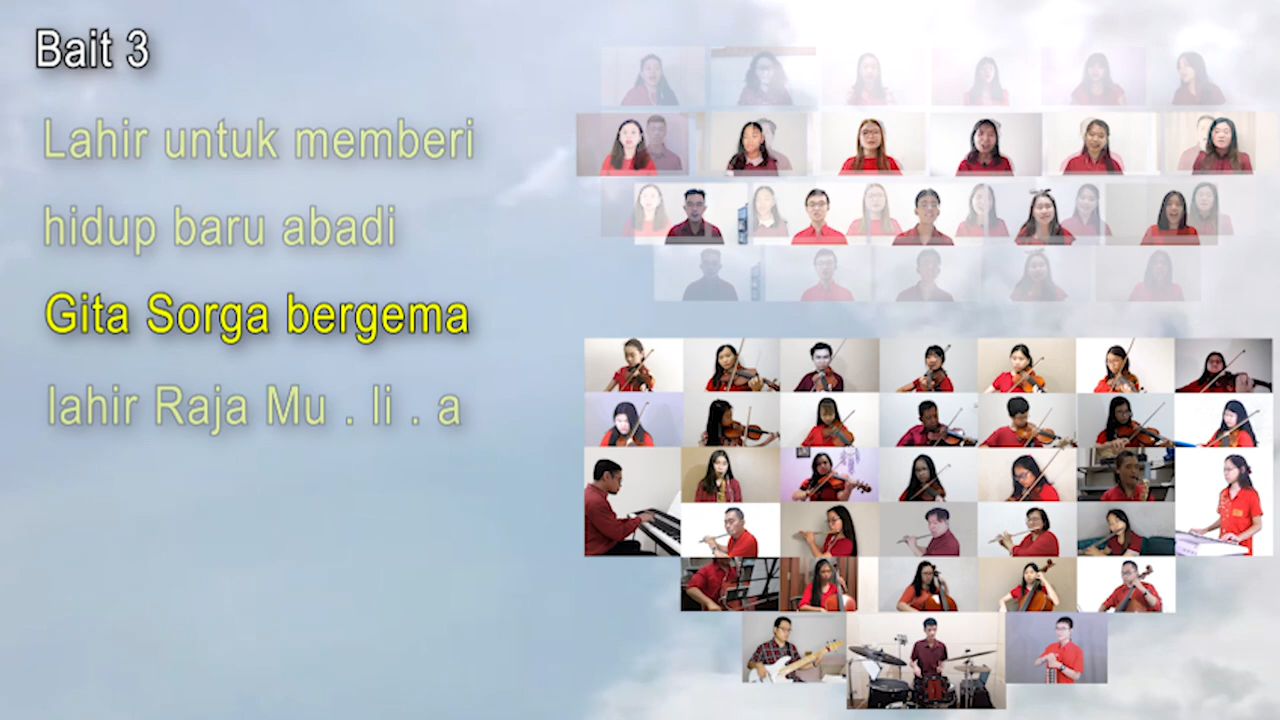 Bait 3
Lahir untuk memberi
hidup baru abadi
Gita Sorga bergema
lahir Raja Mu . li . a